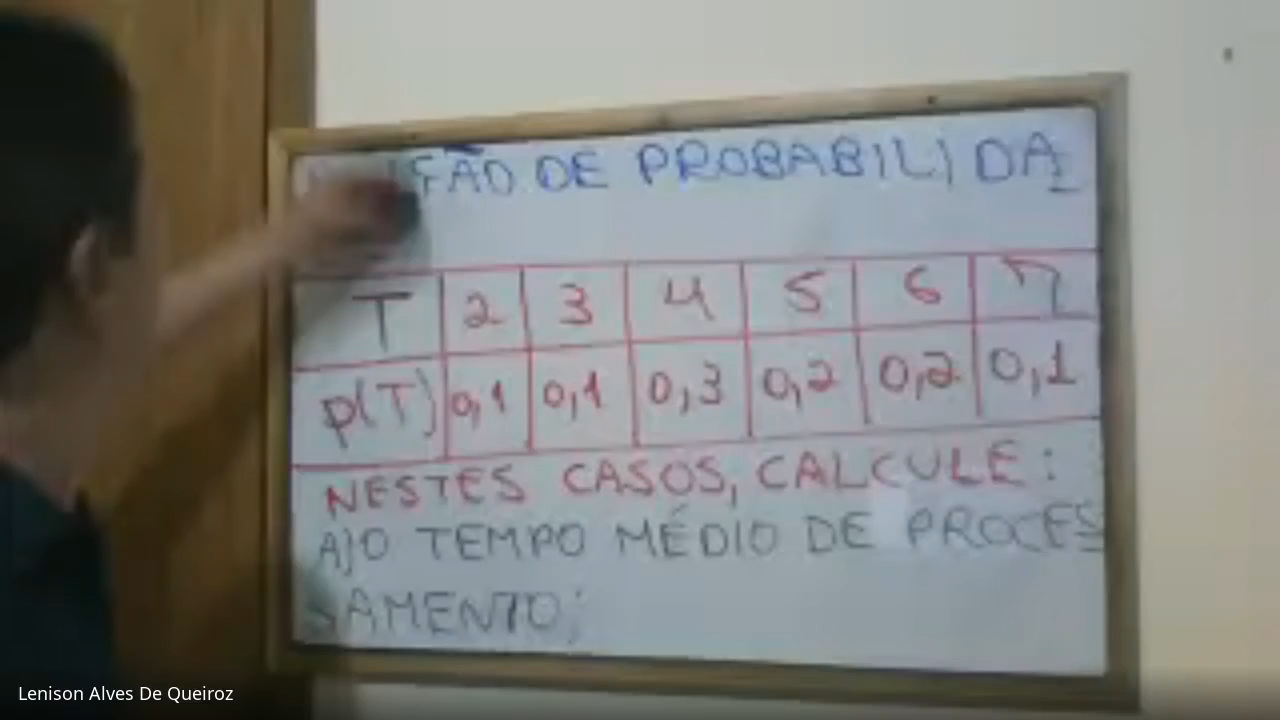 DE PROBABILIDA
T 2 3 4 5 6 7
P(T) 0,1 0,1 0,3 0,2 0,2 0,1
NESTES CASOS, CALCULE:
A)O TEMPO MÉDIO DE PROCES
SAMENTO;
Lenison Alves De Queiroz